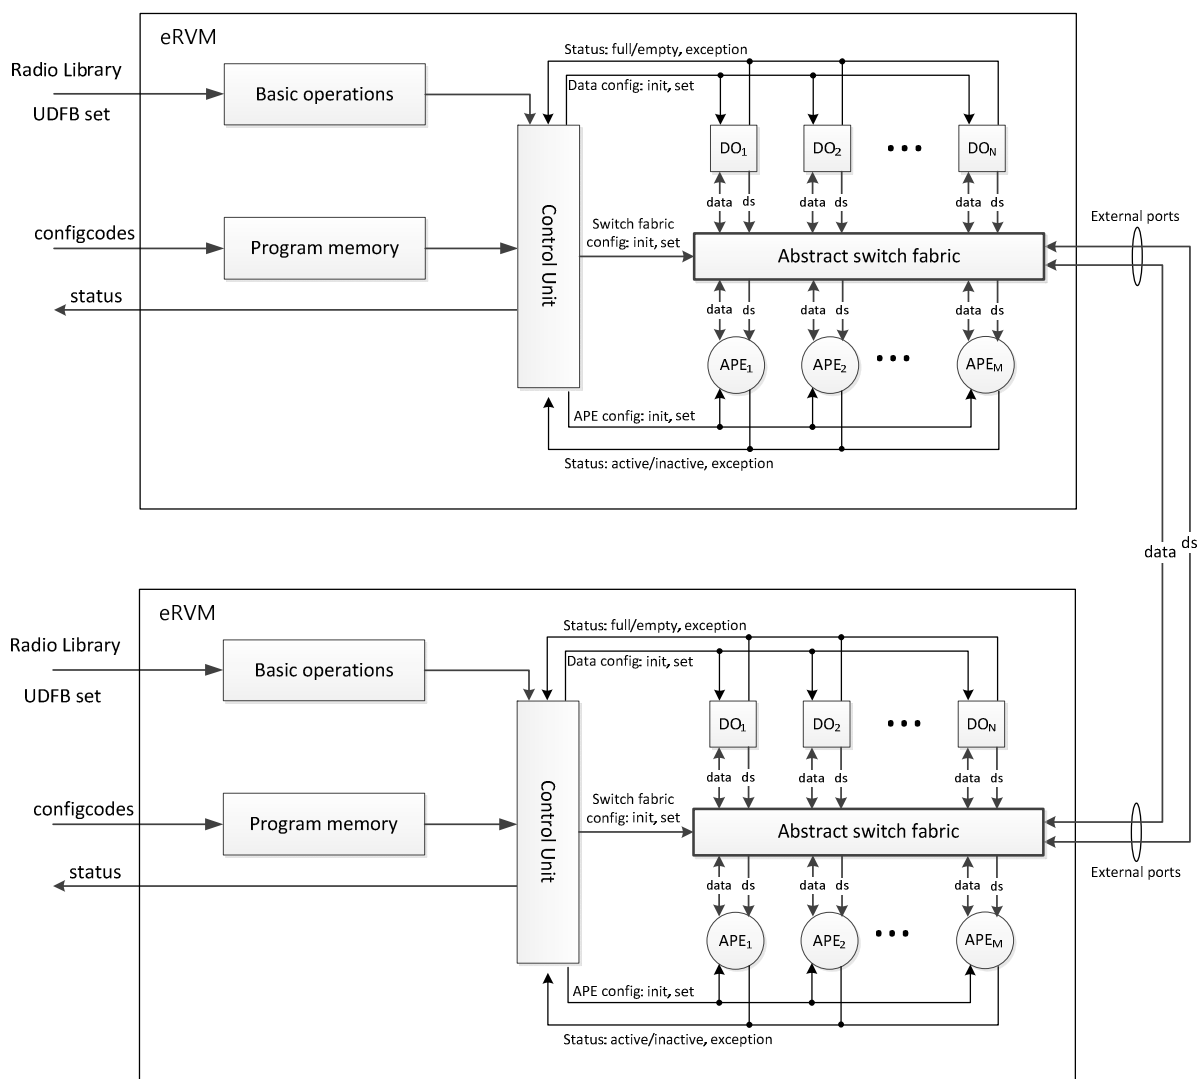 eRVM
Status: full/empty, exception
Radio Library
Data config: init, set
Basic operations
UDFB set
DO1
DO2
DON
data
ds
data
ds
data
ds
Control Unit
Switch fabric
config: init, set
External ports
configcodes
Program memory
Abstract switch fabric
status
data
ds
data
ds
data
ds
APE1
APE2
APEM
APE config: init, set
Status: active/inactive, exception
data
ds
eRVM
Status: full/empty, exception
Radio Library
Data config: init, set
Basic operations
UDFB set
DO1
DO2
DON
data
ds
data
ds
data
ds
Control Unit
Switch fabric
config: init, set
configcodes
Program memory
Abstract switch fabric
External ports
status
data
ds
data
ds
data
ds
APE1
APE2
APEM
APE config: init, set
Status: active/inactive, exception